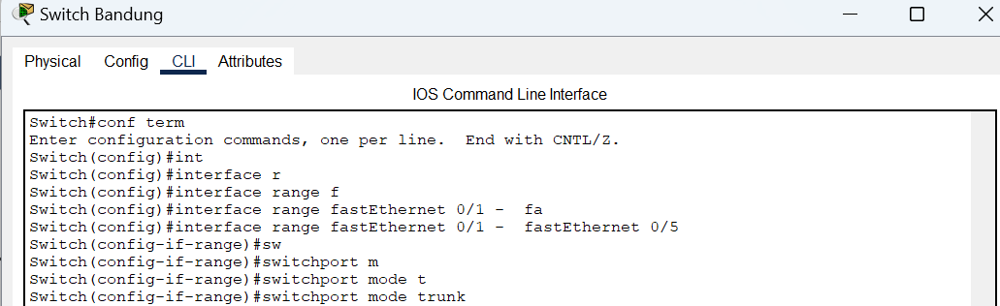 Switch Bandung
Physical Config CLI Attributes
IOS Command Line Interface
Switch#conf term
Enter configuration commands, one per line.  End with CNTL/Z.
Switch(config)#int
Switch(config)#interface r
Switch(config)#interface range f
Switch(config)#interface range fastEthernet 0/1 -  fa
Switch(config)#interface range fastEthernet 0/1 -  fastEthernet 0/5
Switch(config-if-range)#sw
Switch(config-if-range)#switchport m
Switch(config-if-range)#switchport mode t
Switch(config-if-range)#switchport mode trunk